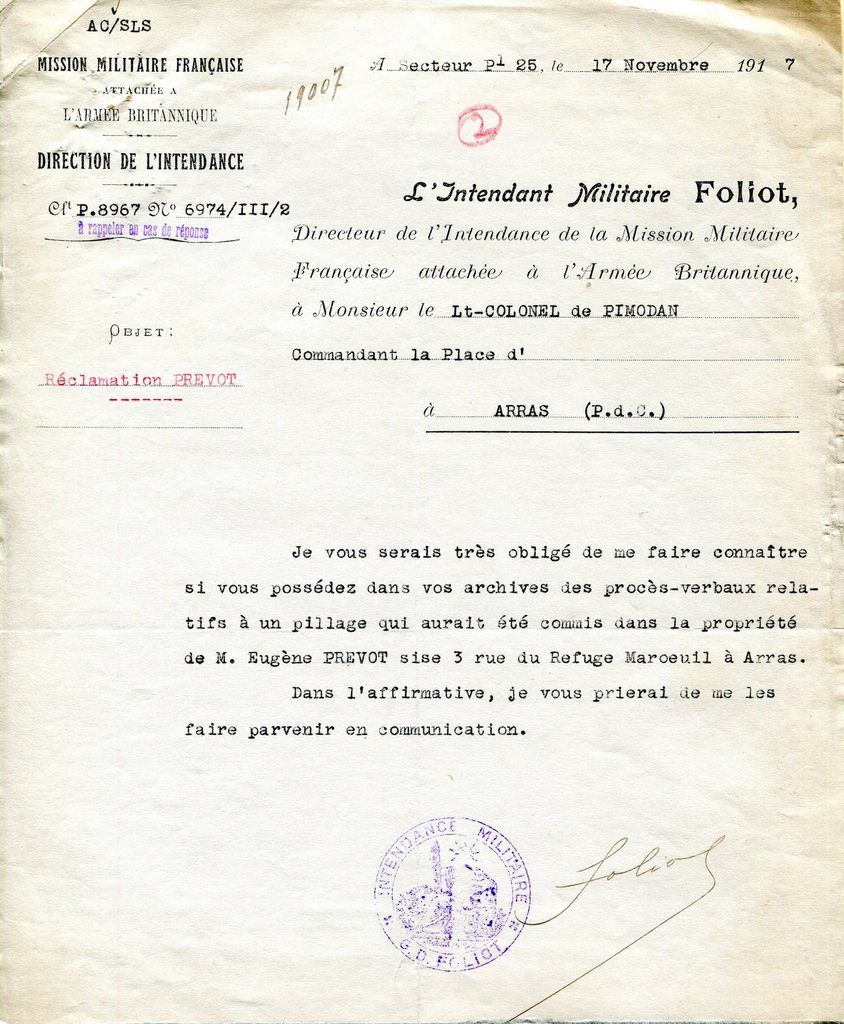 AC/SLS
MISSION MILITAIRE FRANÇAISE
ATTACHÉE A
L'ARMÉE BRITANNIQUE
DIRECTION DE L'INTENDANCE
Cft P.8967 No 6974/III/2
à rappeler en cas de réponse
OBJET:
Réclamation PREVOT
19007
A Secteur Pl 25, le 17 Novembre 1917
2
L'Intendant Militaire Foliot,
Directeur de l'Intendance de la Mission Militaire
Française attachée à l'Armée Britannique,
à Monsieur le Lt-COLONEL de PIMODAN
Commandant la Place d'
à ARRAS (P.d.C.)
Je vous serais très obligé de me faire connaître
si vous possédez dans vos archives des procès-verbaux rela-
tifs à un pillage qui aurait été commis dans la propriété
de M. Eugène PREVOT sise 3 rue du Refuge Maroeuil à Arras.
Dans l'affirmative, je vous prierai de me les
faire parvenir en communication.
INTENDANCE MILITAIRE
G.D. FOLIOT
Foliot